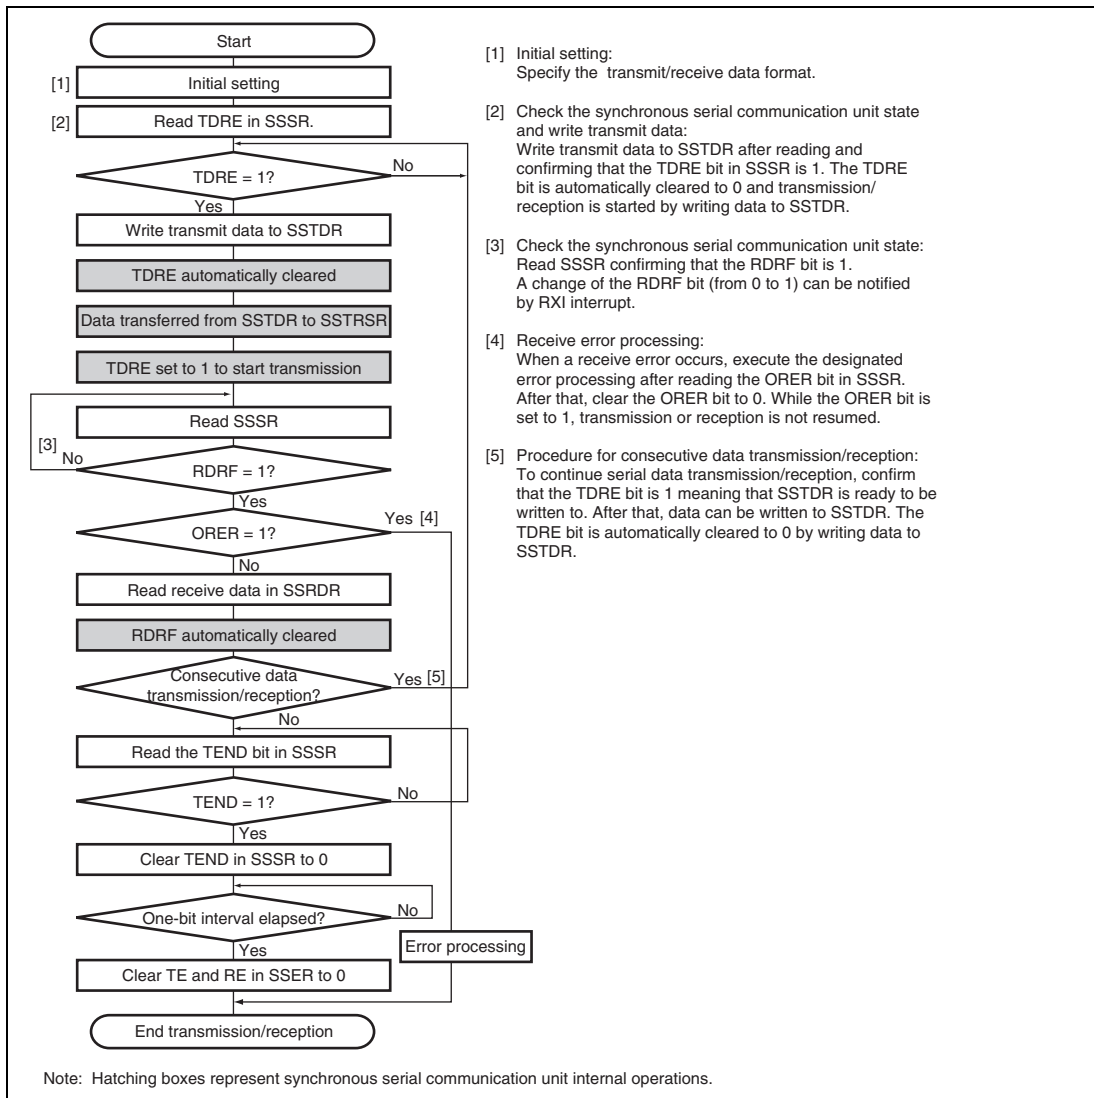 Start
[1] Initial setting
[2] Read TDRE in SSSR.
TDRE = 1?
No
Yes
Write transmit data to SSTDR
TDRE automatically cleared
Data transferred from SSTDR to SSTRSR
TDRE set to 1 to start transmission
Read SSSR
[3]
No
RDRF = 1?
Yes
ORER = 1?
Yes [4]
No
Read receive data in SSRDR
RDRF automatically cleared
Consecutive data
transmission/reception?
Yes [5]
No
Read the TEND bit in SSSR
TEND = 1?
No
Yes
Clear TEND in SSSR to 0
One-bit interval elapsed?
No
Yes
Error processing
Clear TE and RE in SSER to 0
End transmission/reception
[1] Initial setting:
Specify the transmit/receive data format.
[2] Check the synchronous serial communication unit state
and write transmit data:
Write transmit data to SSTDR after reading and
confirming that the TDRE bit in SSSR is 1. The TDRE
bit is automatically cleared to 0 and transmission/
reception is started by writing data to SSTDR.
[3] Check the synchronous serial communication unit state:
Read SSSR confirming that the RDRF bit is 1.
A change of the RDRF bit (from 0 to 1) can be notified
by RXI interrupt.
[4] Receive error processing:
When a receive error occurs, execute the designated
error processing after reading the ORER bit in SSSR.
After that, clear the ORER bit to 0. While the ORER bit is
set to 1, transmission or reception is not resumed.
[5] Procedure for consecutive data transmission/reception:
To continue serial data transmission/reception, confirm
that the TDRE bit is 1 meaning that SSTDR is ready to be
written to. After that, data can be written to SSTDR. The
TDRE bit is automatically cleared to 0 by writing data to
SSTDR.
Note: Hatching boxes represent synchronous serial communication unit internal operations.